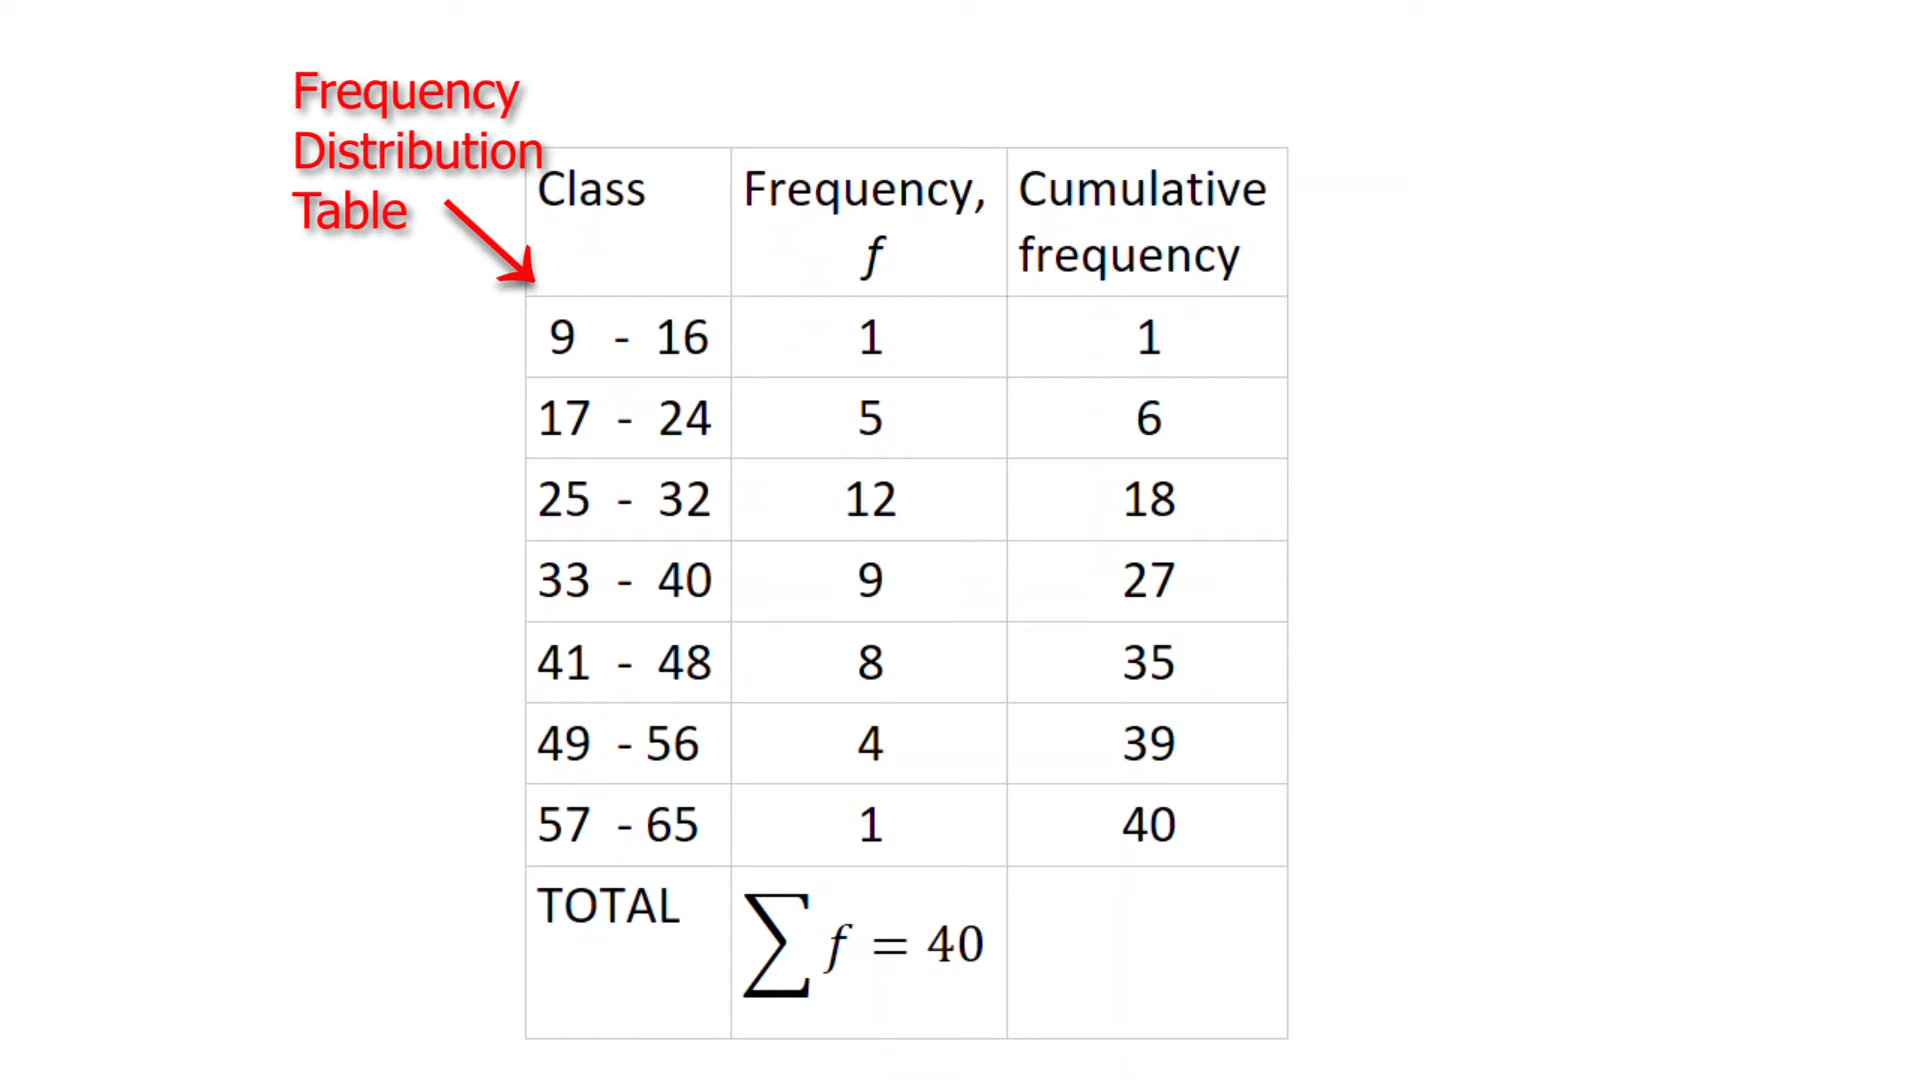 Frequency
Distribution
Table
Class Frequency, Cumulative
f frequency
9 - 16 1 1
17 - 24 5 6
25 - 32 12 18
33 - 40 9 27
41 - 48 8 35
49 - 56 4 39
57 - 65 1 40
TOTAL ∑ f = 40